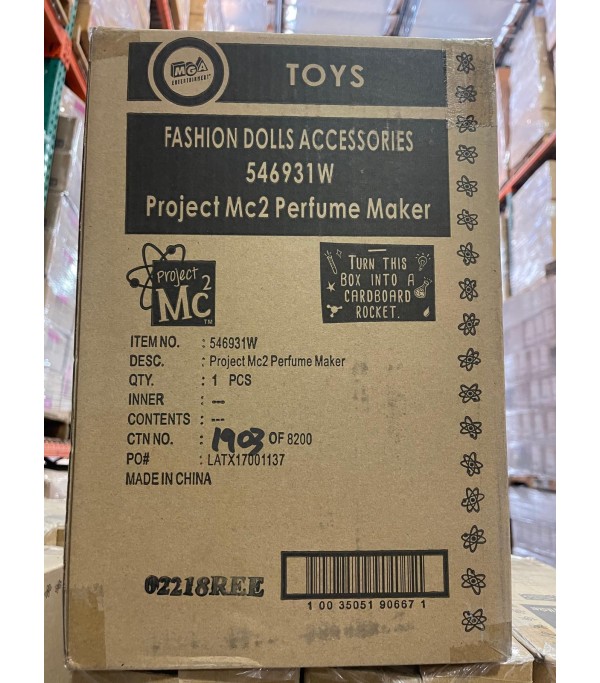 MGA
ENTERTAINMENT
TOYS
FASHION DOLLS ACCESSORIES
546931W
Project Mc2 Perfume Maker
Project
Mc2
TM
TURN THIS
BOX INTO A
CARDBOARD
ROCKET.
ITEM NO. : 546931W
DESC. : Project Mc2 Perfume Maker
QTY. : 1 PCS
INNER : ---
CONTENTS : ---
CTN NO. : 1903 OF 8200
PO# : LATX17001137
MADE IN CHINA
02218REE
1 00 35051 90667 1